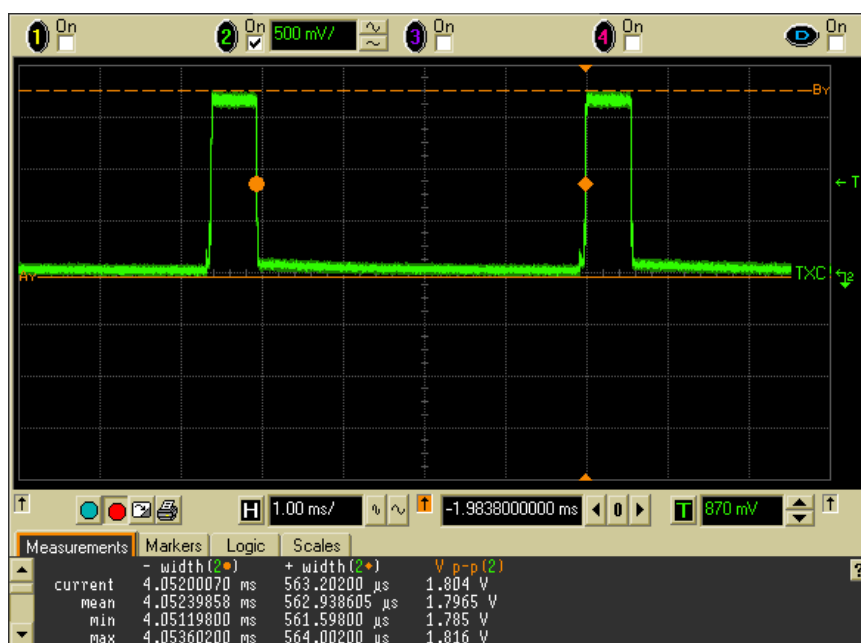 1 On 2 On 500 mV/ 3 On 4 On D On
BY
T
TXC 2
AY
H 1.00 ms/ -1.9838000000 ms 0 T 870 mV
Measurements Markers Logic Scales
- width(2) + width(2) V p-p(2)
current 4.05200070 ms 563.20200 µs 1.804 V
mean 4.05239858 ms 562.938605 µs 1.7965 V
min 4.05119800 ms 561.59800 µs 1.785 V
max 4.05360200 ms 564.00200 µs 1.816 V
?